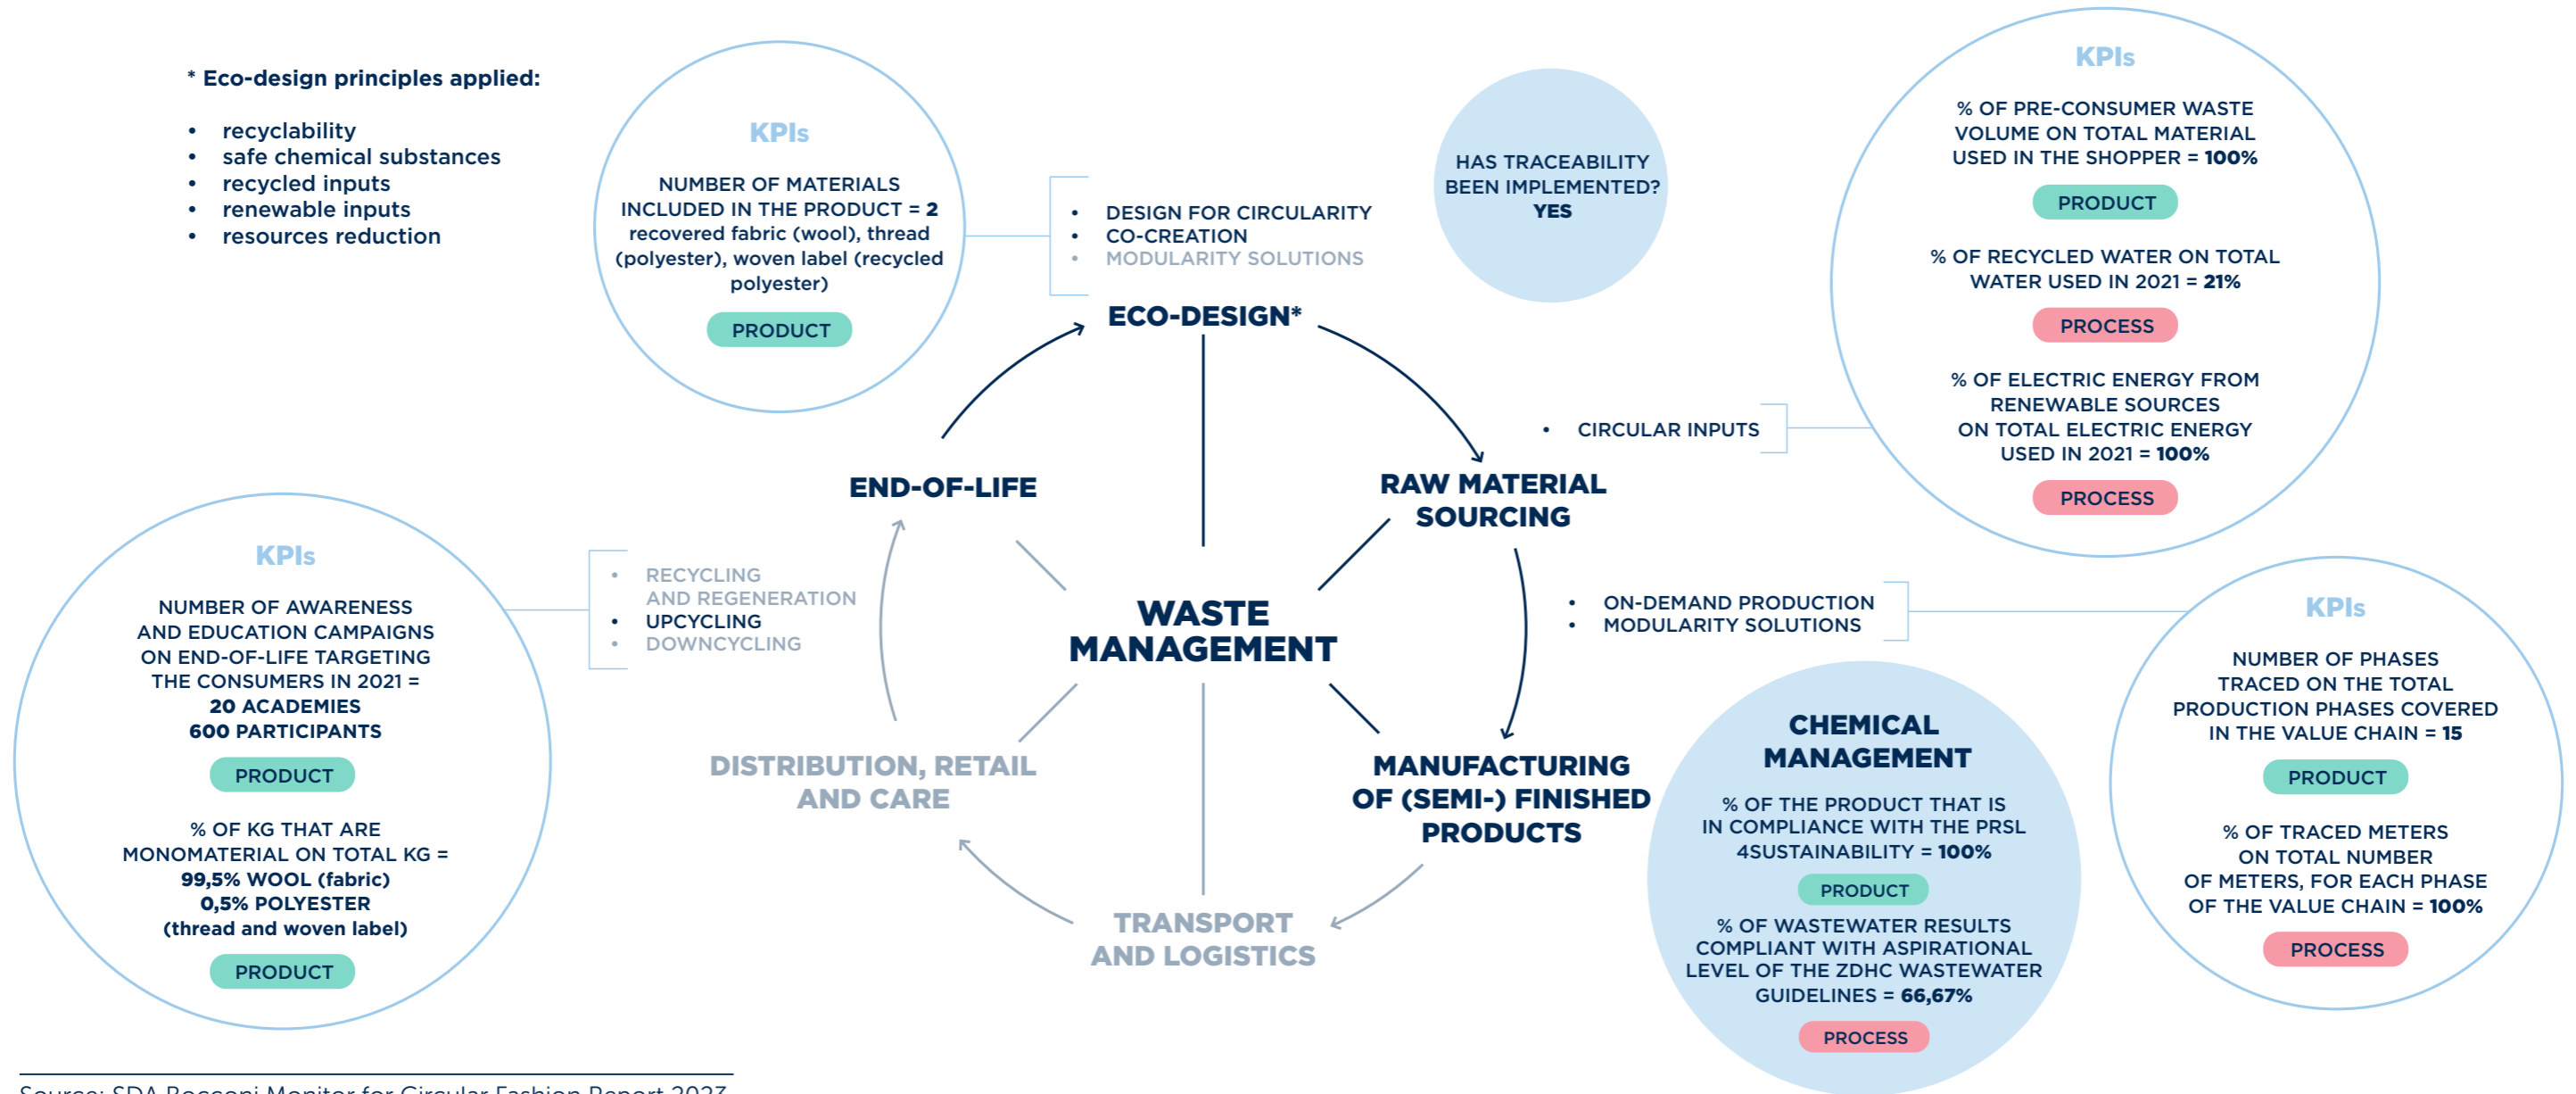 * Eco-design principles applied:
• recyclability
• safe chemical substances
• recycled inputs
• renewable inputs
• resources reduction
KPIs
NUMBER OF MATERIALS
INCLUDED IN THE PRODUCT = 2
recovered fabric (wool), thread
(polyester), woven label (recycled
polyester)
PRODUCT
• DESIGN FOR CIRCULARITY
• CO-CREATION
• MODULARITY SOLUTIONS
HAS TRACEABILITY
BEEN IMPLEMENTED?
YES
KPIs
% OF PRE-CONSUMER WASTE
VOLUME ON TOTAL MATERIAL
USED IN THE SHOPPER = 100%
PRODUCT
% OF RECYCLED WATER ON TOTAL
WATER USED IN 2021 = 21%
PROCESS
% OF ELECTRIC ENERGY FROM
RENEWABLE SOURCES
ON TOTAL ELECTRIC ENERGY
USED IN 2021 = 100%
PROCESS
ECO-DESIGN*
• CIRCULAR INPUTS
RAW MATERIAL
SOURCING
END-OF-LIFE
KPIs
NUMBER OF AWARENESS
AND EDUCATION CAMPAIGNS
ON END-OF-LIFE TARGETING
THE CONSUMERS IN 2021 =
20 ACADEMIES
600 PARTICIPANTS
PRODUCT
% OF KG THAT ARE
MONOMATERIAL ON TOTAL KG =
99,5% WOOL (fabric)
0,5% POLYESTER
(thread and woven label)
PRODUCT
• RECYCLING
AND REGENERATION
• UPCYCLING
• DOWNCYCLING
WASTE
MANAGEMENT
• ON-DEMAND PRODUCTION
• MODULARITY SOLUTIONS
KPIs
NUMBER OF PHASES
TRACED ON THE TOTAL
PRODUCTION PHASES COVERED
IN THE VALUE CHAIN = 15
PRODUCT
% OF TRACED METERS
ON TOTAL NUMBER
OF METERS, FOR EACH PHASE
OF THE VALUE CHAIN = 100%
PROCESS
DISTRIBUTION, RETAIL
AND CARE
MANUFACTURING
OF (SEMI-) FINISHED
PRODUCTS
CHEMICAL
MANAGEMENT
% OF THE PRODUCT THAT IS
IN COMPLIANCE WITH THE PRSL
4SUSTAINABILITY = 100%
PRODUCT
% OF WASTEWATER RESULTS
COMPLIANT WITH ASPIRATIONAL
LEVEL OF THE ZDHC WASTEWATER
GUIDELINES = 66,67%
PROCESS
TRANSPORT
AND LOGISTICS
Source: SDA Bocconi Monitor for Circular Fashion Report 2023